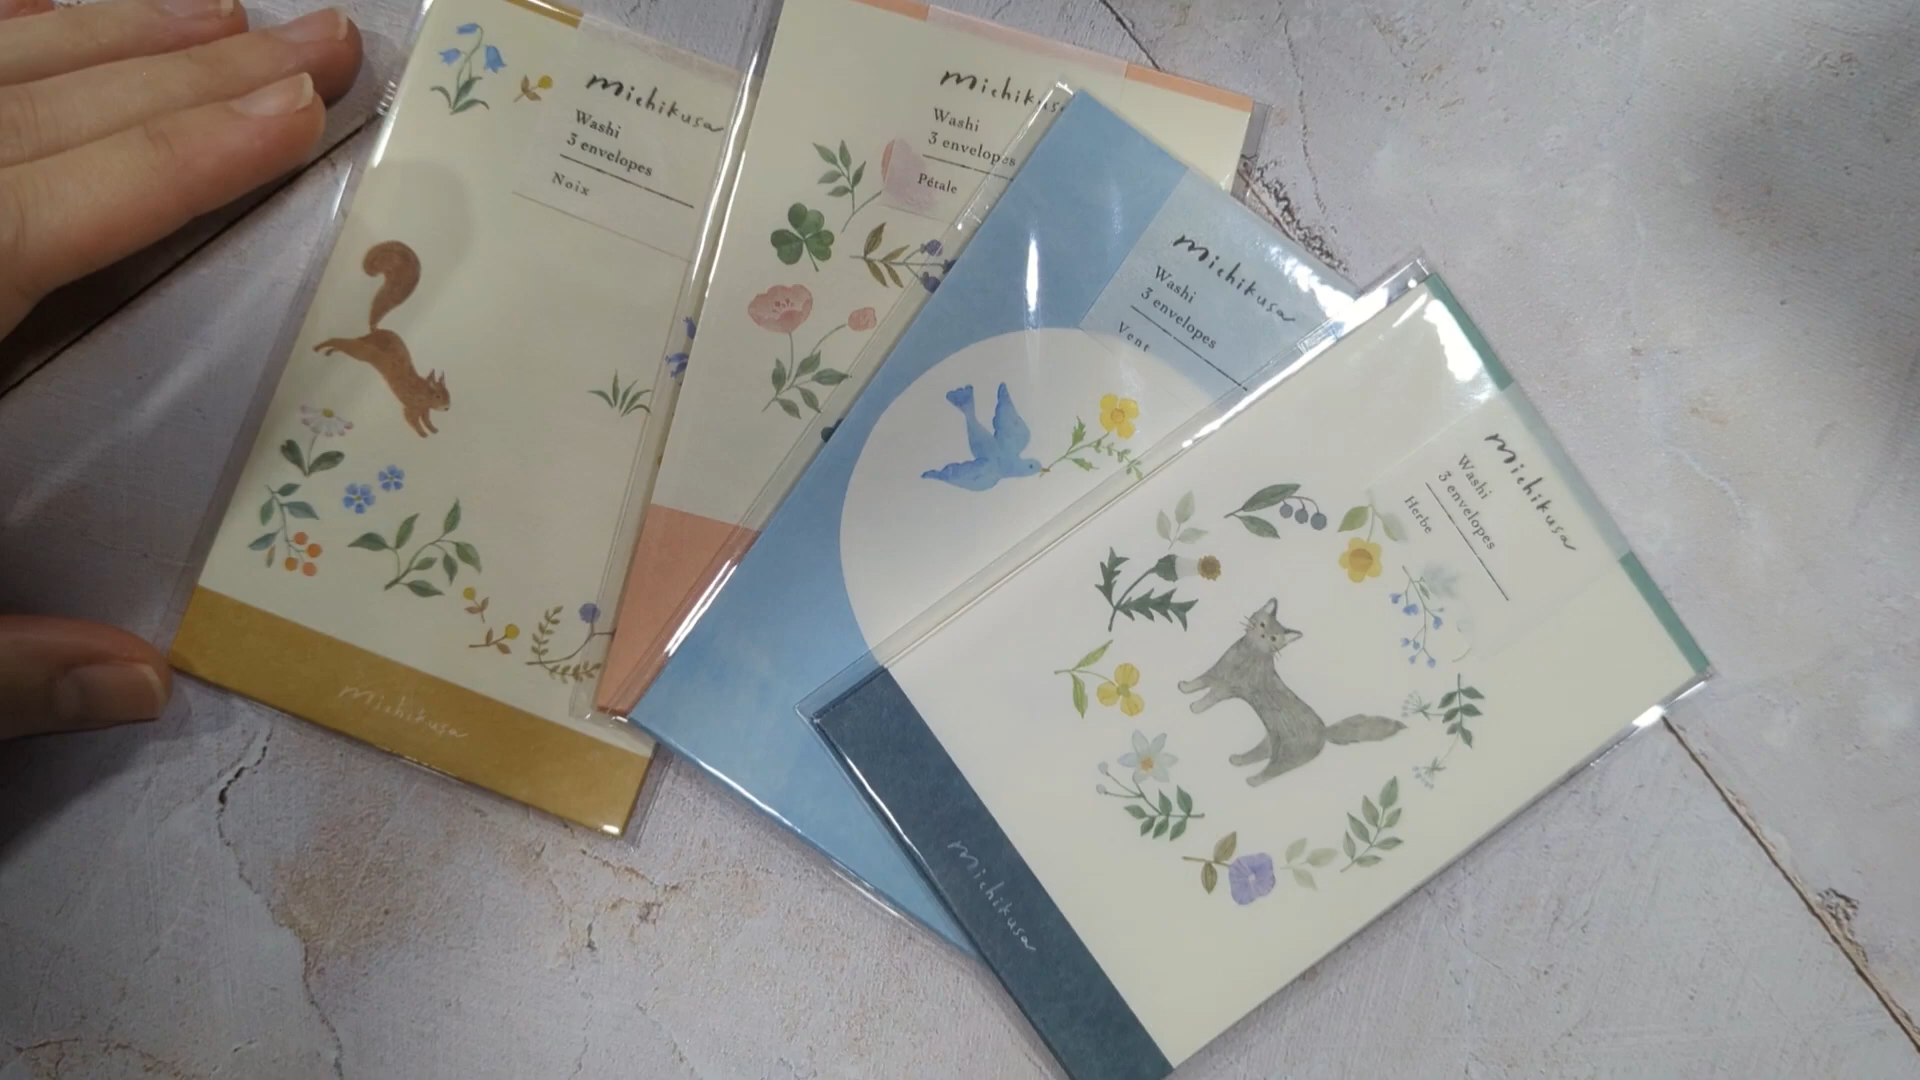 Michikusa
Washi
3 envelopes
Noix
Michikusa
Michikusa
Washi
3 envelopes
Pétale
Michikusa
Washi
3 envelopes
Vent
Michikusa
Washi
3 envelopes
Herbe
Michikusa